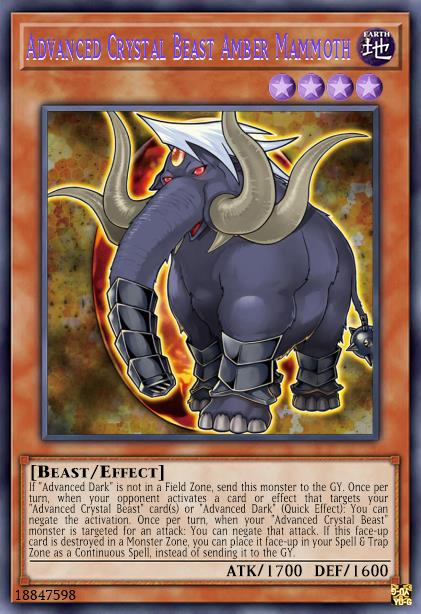 Advanced Crystal Beast Amber Mammoth
EARTH
地
[Beast/Effect]
If "Advanced Dark" is not in a Field Zone, send this monster to the GY. Once per
turn, when your opponent activates a card or effect that targets your
"Advanced Crystal Beast" card(s) or "Advanced Dark" (Quick Effect): You can
negate the activation. Once per turn, when your "Advanced Crystal Beast"
monster is targeted for an attack: You can negate that attack. If this face-up
card is destroyed in a Monster Zone, you can place it face-up in your Spell & Trap
Zone as a Continuous Spell, instead of sending it to the GY.
ATK/1700 DEF/1600
18847598